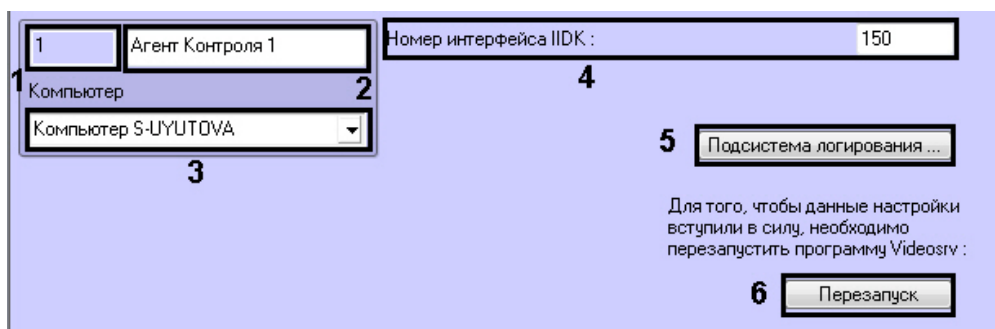 1
Агент Контроля 1
Номер интерфейса IIDK :
150
1
Компьютер
2
4
Компьютер S-UYUTOVA
3
5
Подсистема логирования ...
Для того, чтобы данные настройки
вступили в силу, необходимо
перезапустить программу Videosrv :
6
Перезапуск